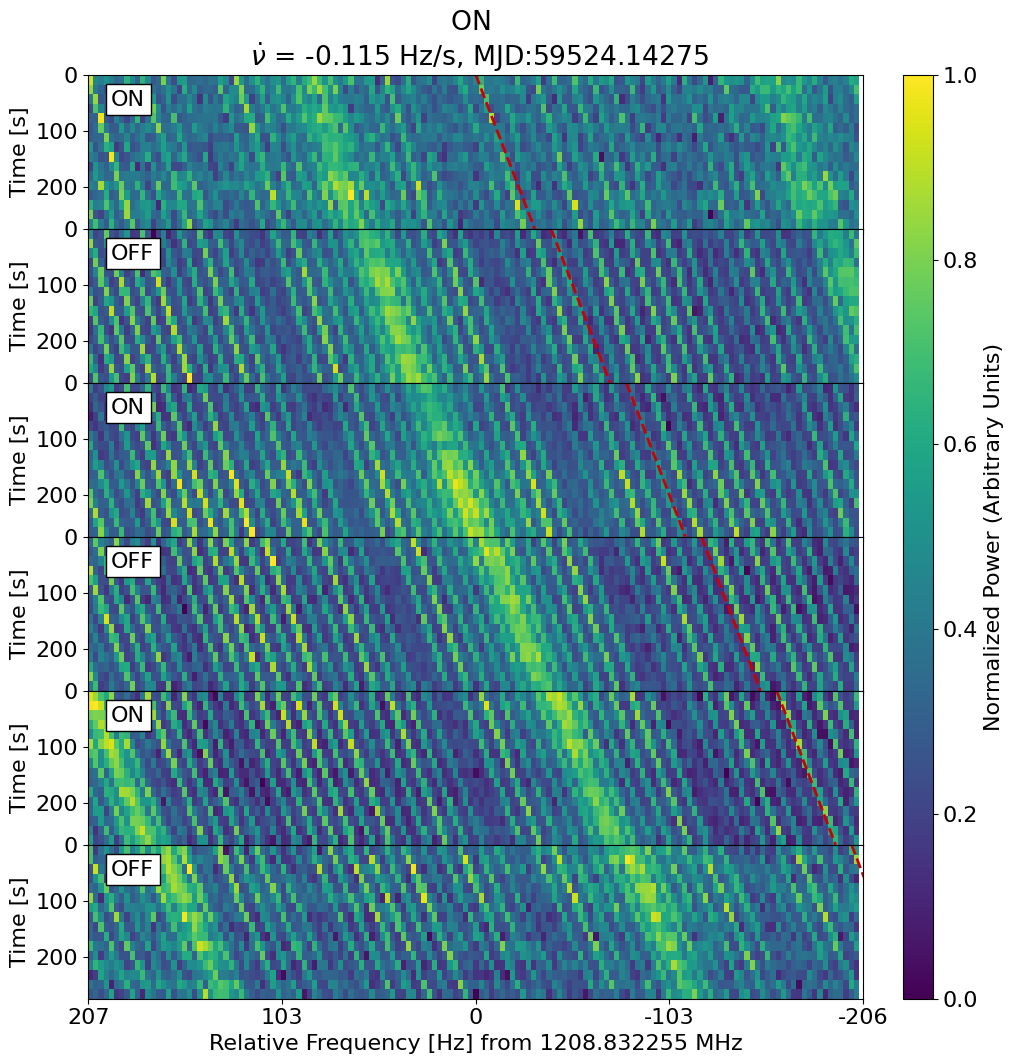 ON
ν̇ = -0.115 Hz/s, MJD:59524.14275
0
ON
100
Time [s]
200
0
OFF
100
Time [s]
200
0
ON
100
Time [s]
200
0
OFF
100
Time [s]
200
0
ON
100
Time [s]
200
0
OFF
100
Time [s]
200
207 103 0 -103 -206
Relative Frequency [Hz] from 1208.832255 MHz
1.0
0.8
0.6
0.4
0.2
0.0
Normalized Power (Arbitrary Units)